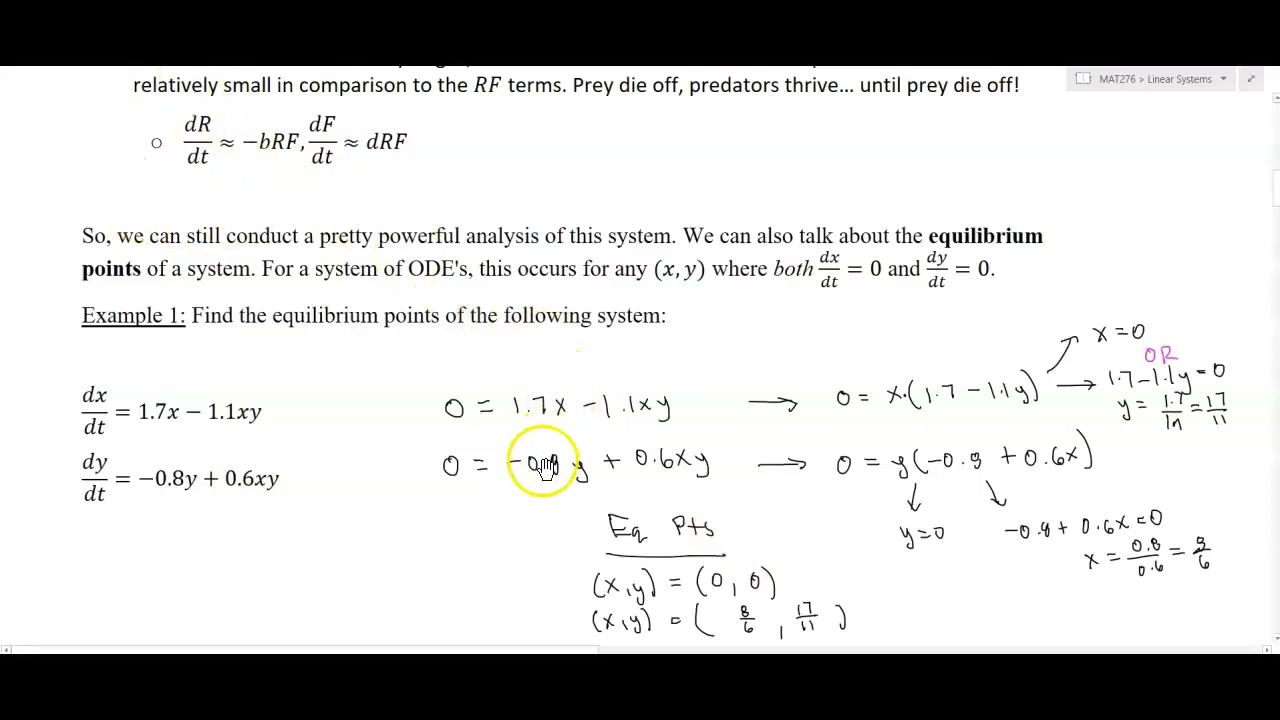 relatively small in comparison to the RF terms. Prey die off, predators thrive… until prey die off!
MAT276 > Linear Systems
○ dR/dt ≈ −bRF, dF/dt ≈ dRF
So, we can still conduct a pretty powerful analysis of this system. We can also talk about the equilibrium
points of a system. For a system of ODE's, this occurs for any (x, y) where both dx/dt = 0 and dy/dt = 0.
Example 1: Find the equilibrium points of the following system:
dx/dt = 1.7x − 1.1xy
0 = 1.7x − 1.1xy → 0 = x·(1.7 − 1.1y)
x = 0
OR
→ 1.7 − 1.1y = 0
y = 1.7/1.1 = 17/11
dy/dt = −0.8y + 0.6xy
0 = −0.8y + 0.6xy → 0 = y(−0.8 + 0.6x)
y = 0
−0.8 + 0.6x = 0
x = 0.8/0.6 = 8/6
Eq Pts
(x, y) = (0, 0)
(x, y) = (8/6, 17/11)